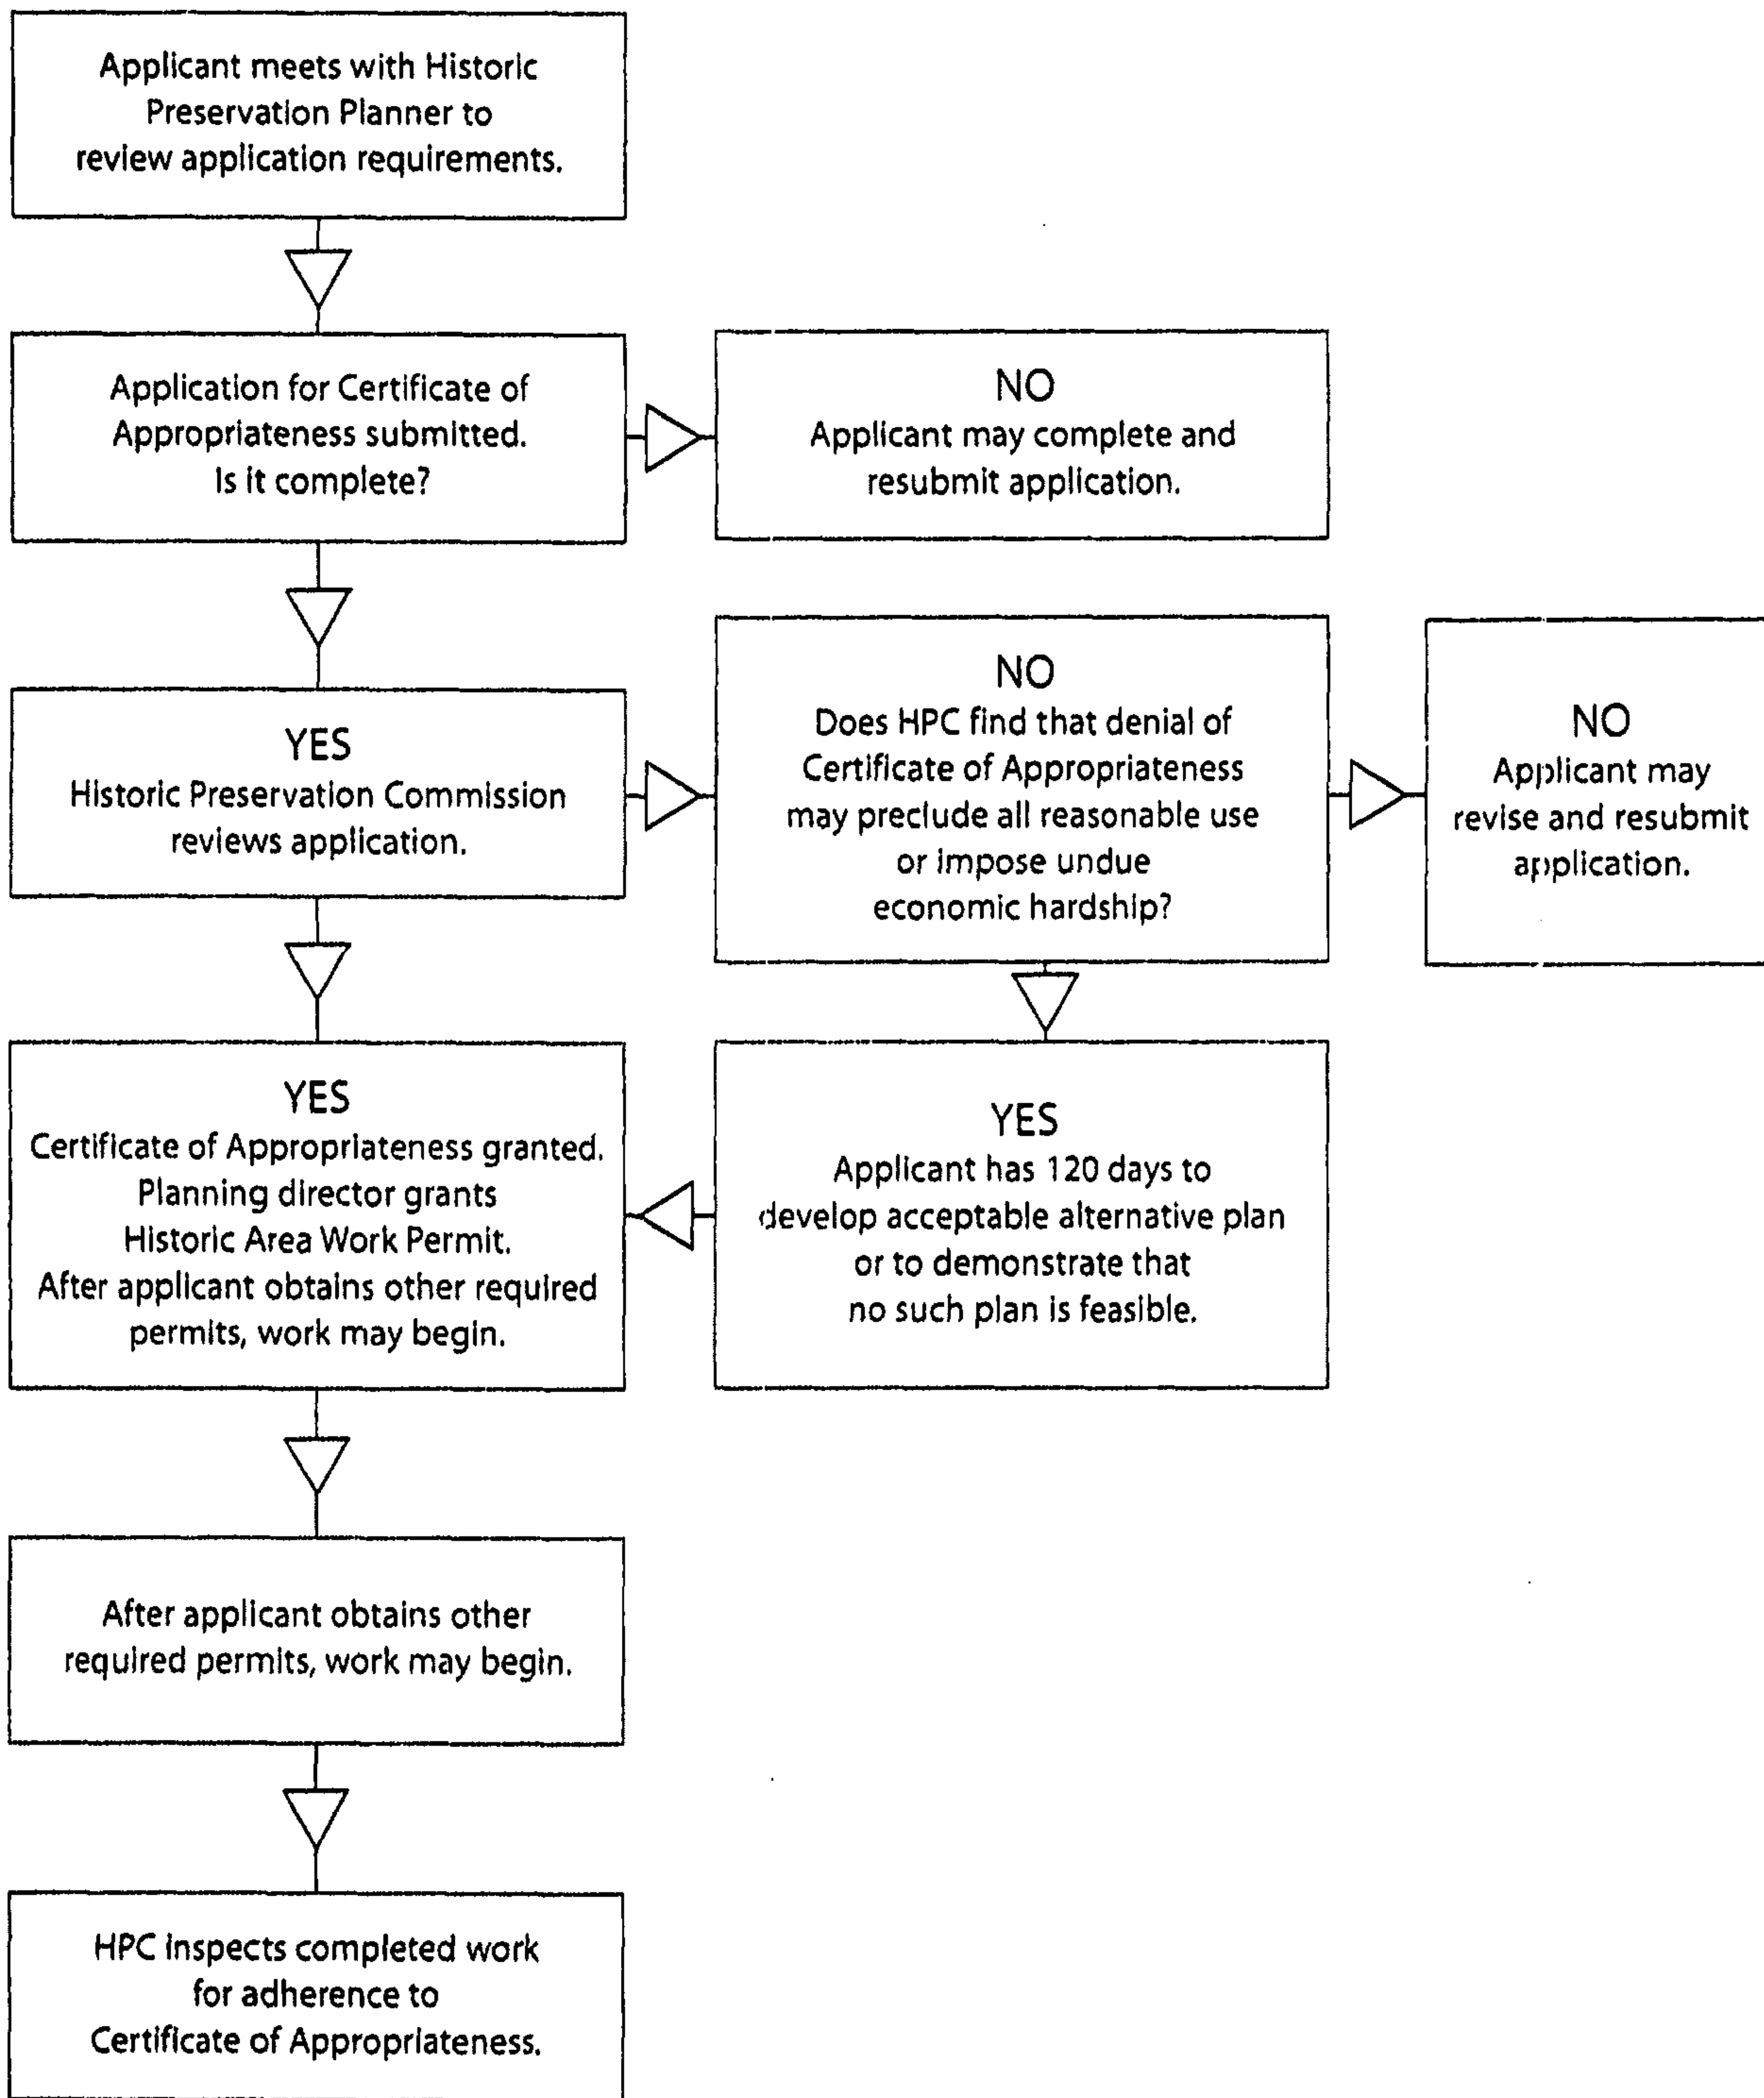 Applicant meets with Historic
Preservation Planner to
review application requirements.
Application for Certificate of
Appropriateness submitted.
Is it complete?
NO
Applicant may complete and
resubmit application.
YES
Historic Preservation Commission
reviews application.
NO
Does HPC find that denial of
Certificate of Appropriateness
may preclude all reasonable use
or impose undue
economic hardship?
NO
Applicant may
revise and resubmit
application.
YES
Certificate of Appropriateness granted.
Planning director grants
Historic Area Work Permit.
After applicant obtains other required
permits, work may begin.
YES
Applicant has 120 days to
develop acceptable alternative plan
or to demonstrate that
no such plan is feasible.
After applicant obtains other
required permits, work may begin.
HPC inspects completed work
for adherence to
Certificate of Appropriateness.